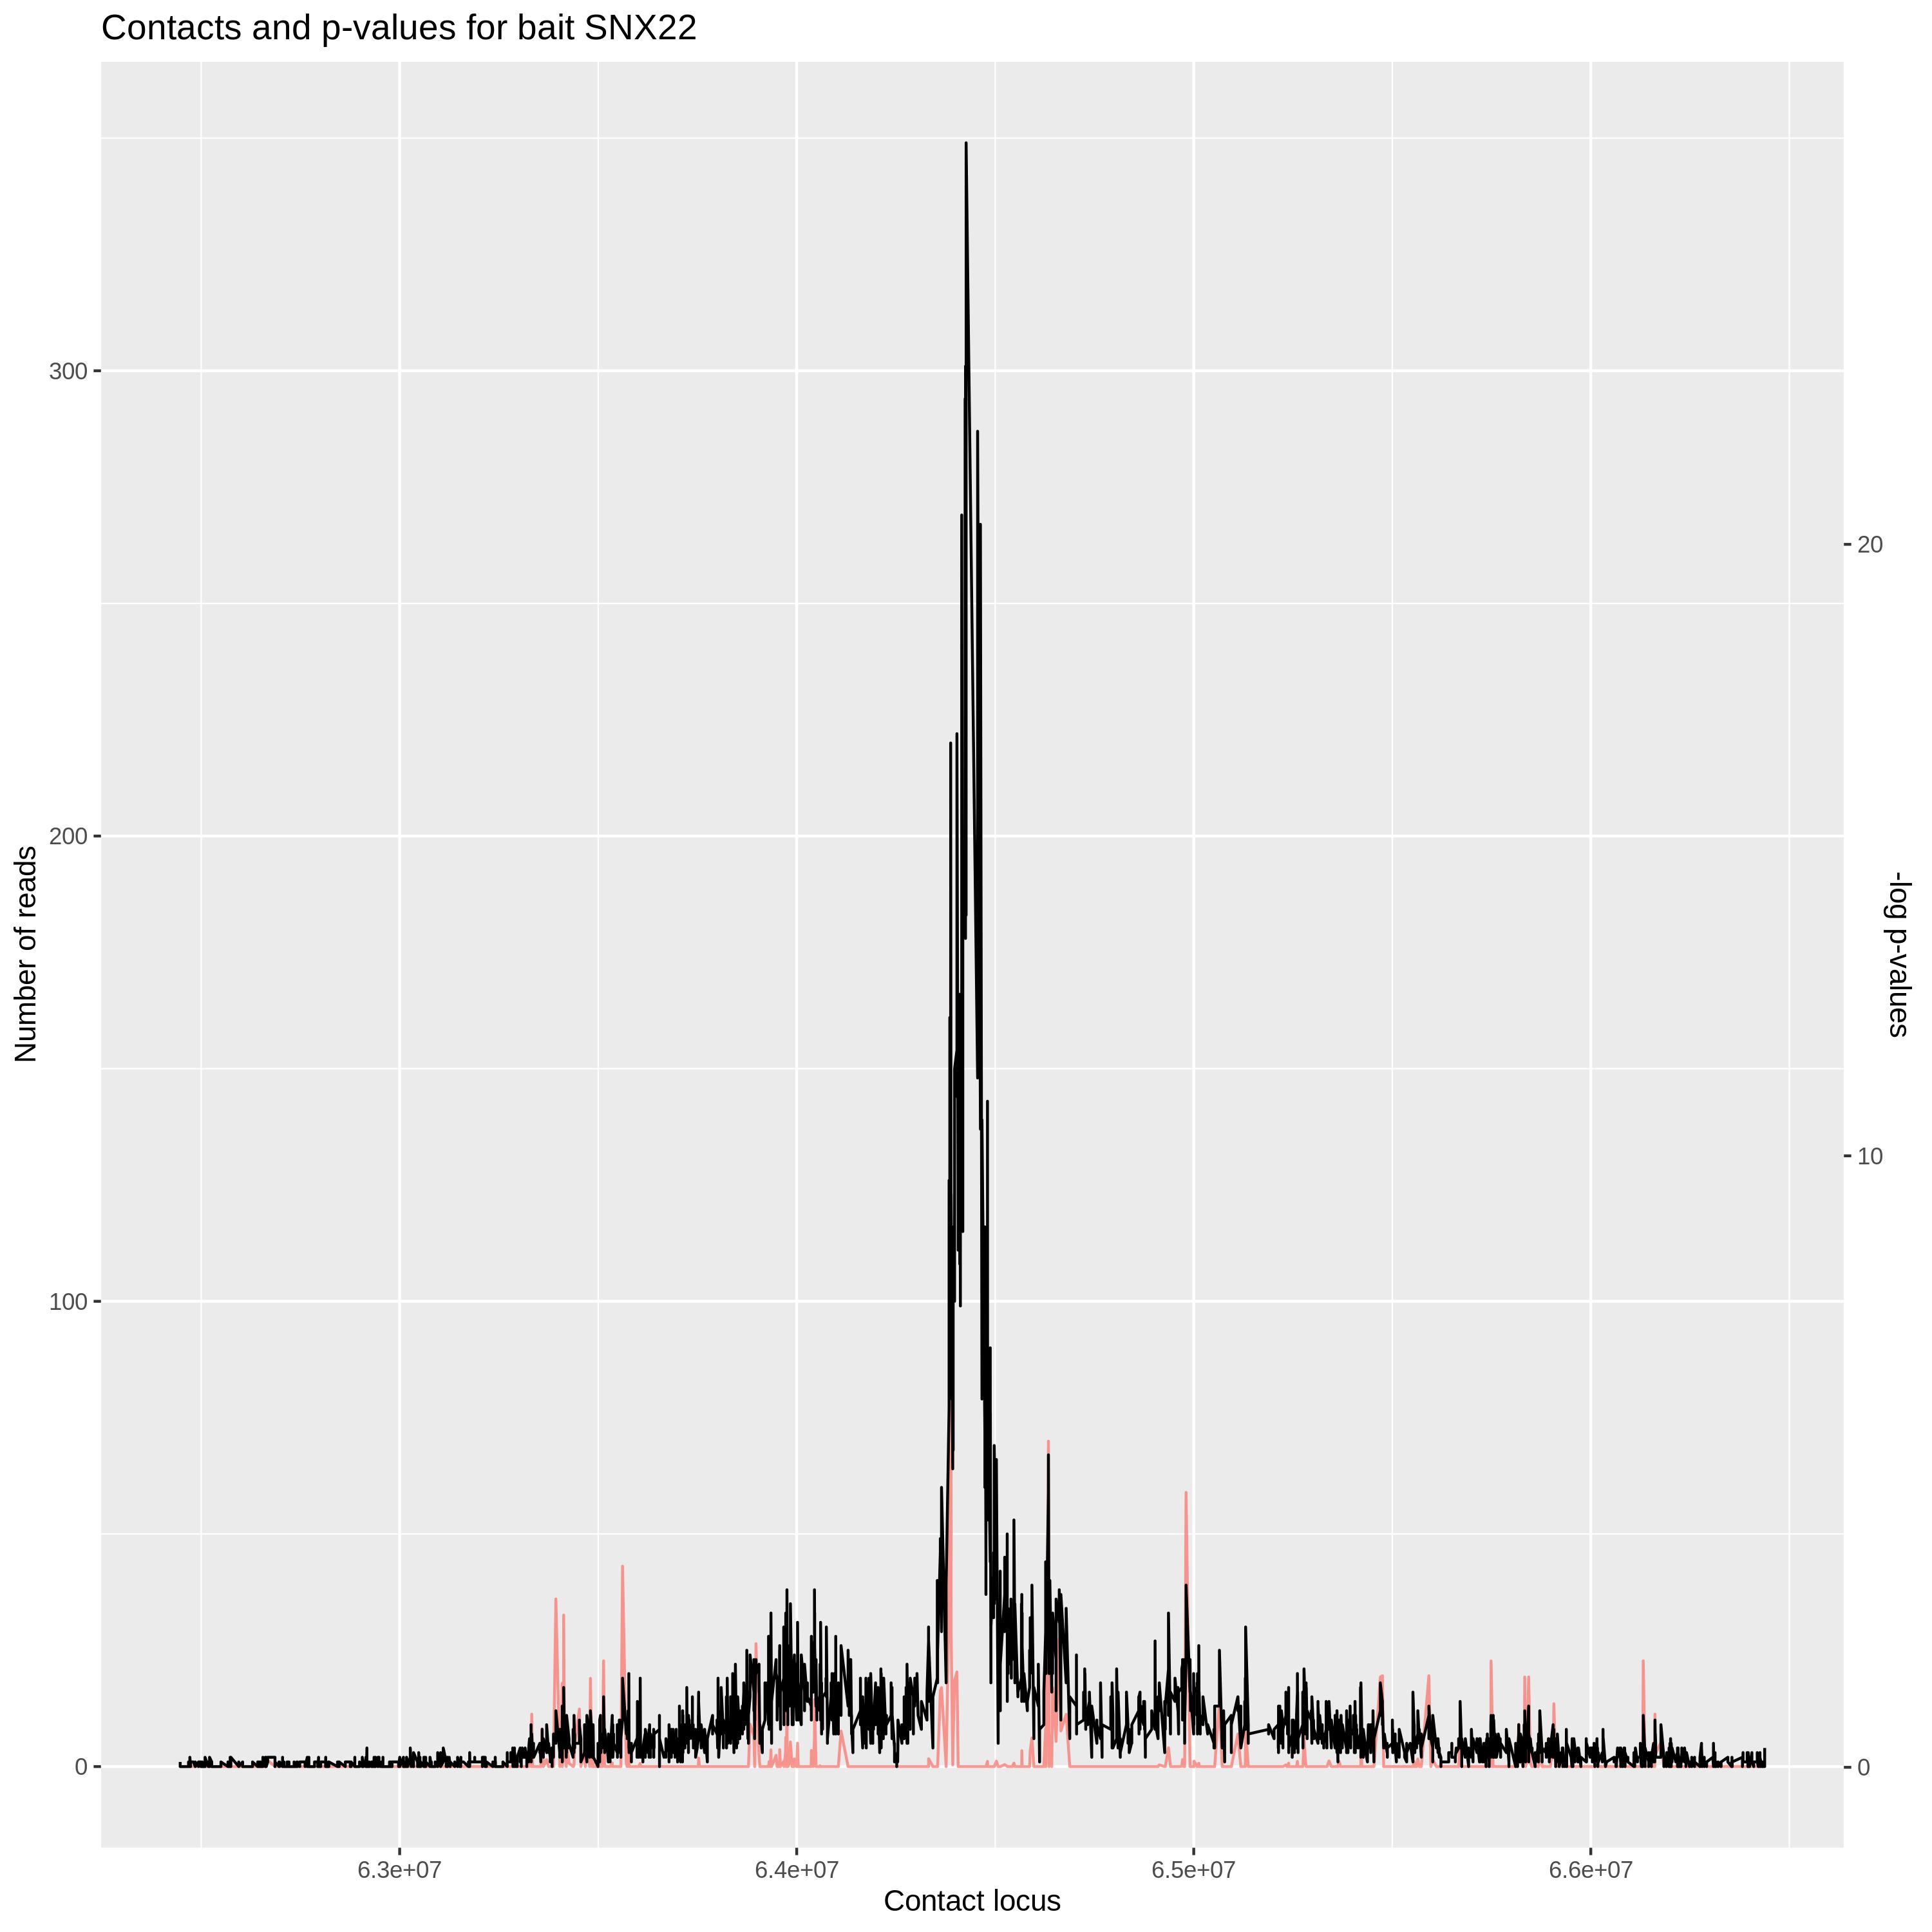 Contacts and p-values for bait SNX22
300
200
100
0
20
10
0
Number of reads
-log p-values
6.3e+07 6.4e+07 6.5e+07 6.6e+07
Contact locus